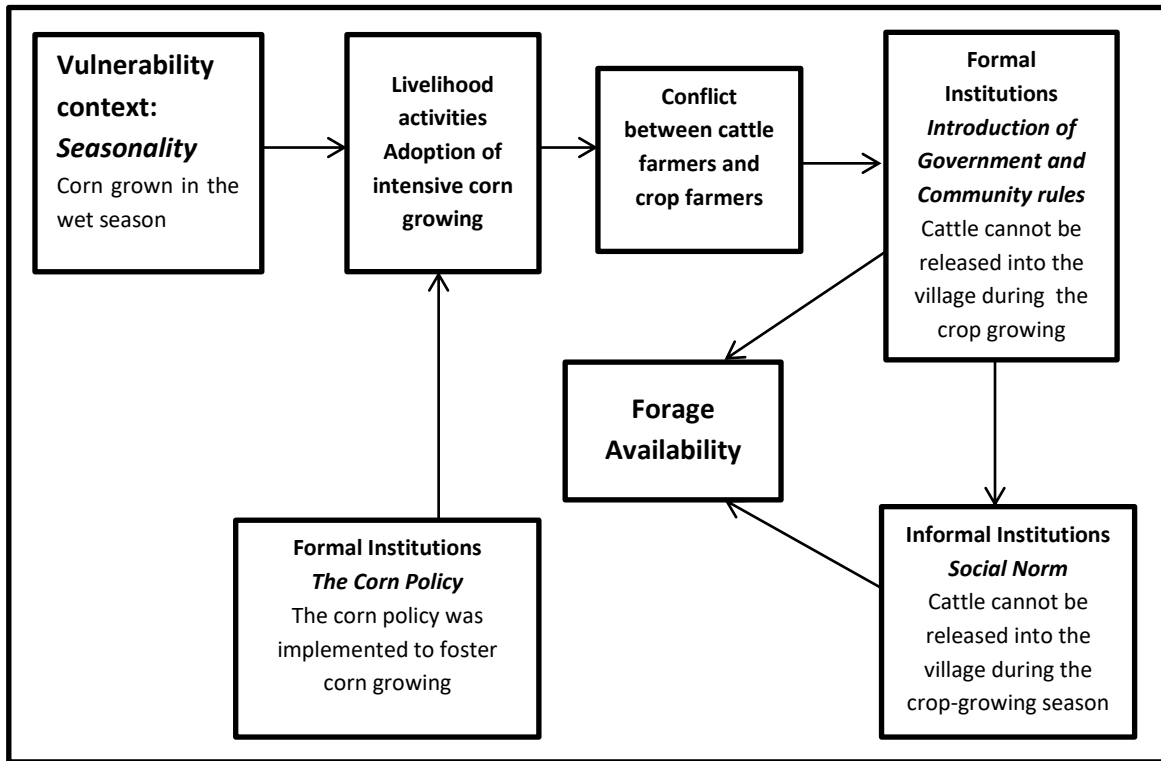 Vulnerability
context:
Seasonality
Corn grown in the
wet season
Livelihood
activities
Adoption of
intensive corn
growing
Conflict
between cattle
farmers and
crop farmers
Formal
Institutions
Introduction of
Government and
Community rules
Cattle cannot be
released into the
village during the
crop growing
Forage
Availability
Formal Institutions
The Corn Policy
The corn policy was
implemented to foster
corn growing
Informal Institutions
Social Norm
Cattle cannot be
released into the
village during the
crop-growing season